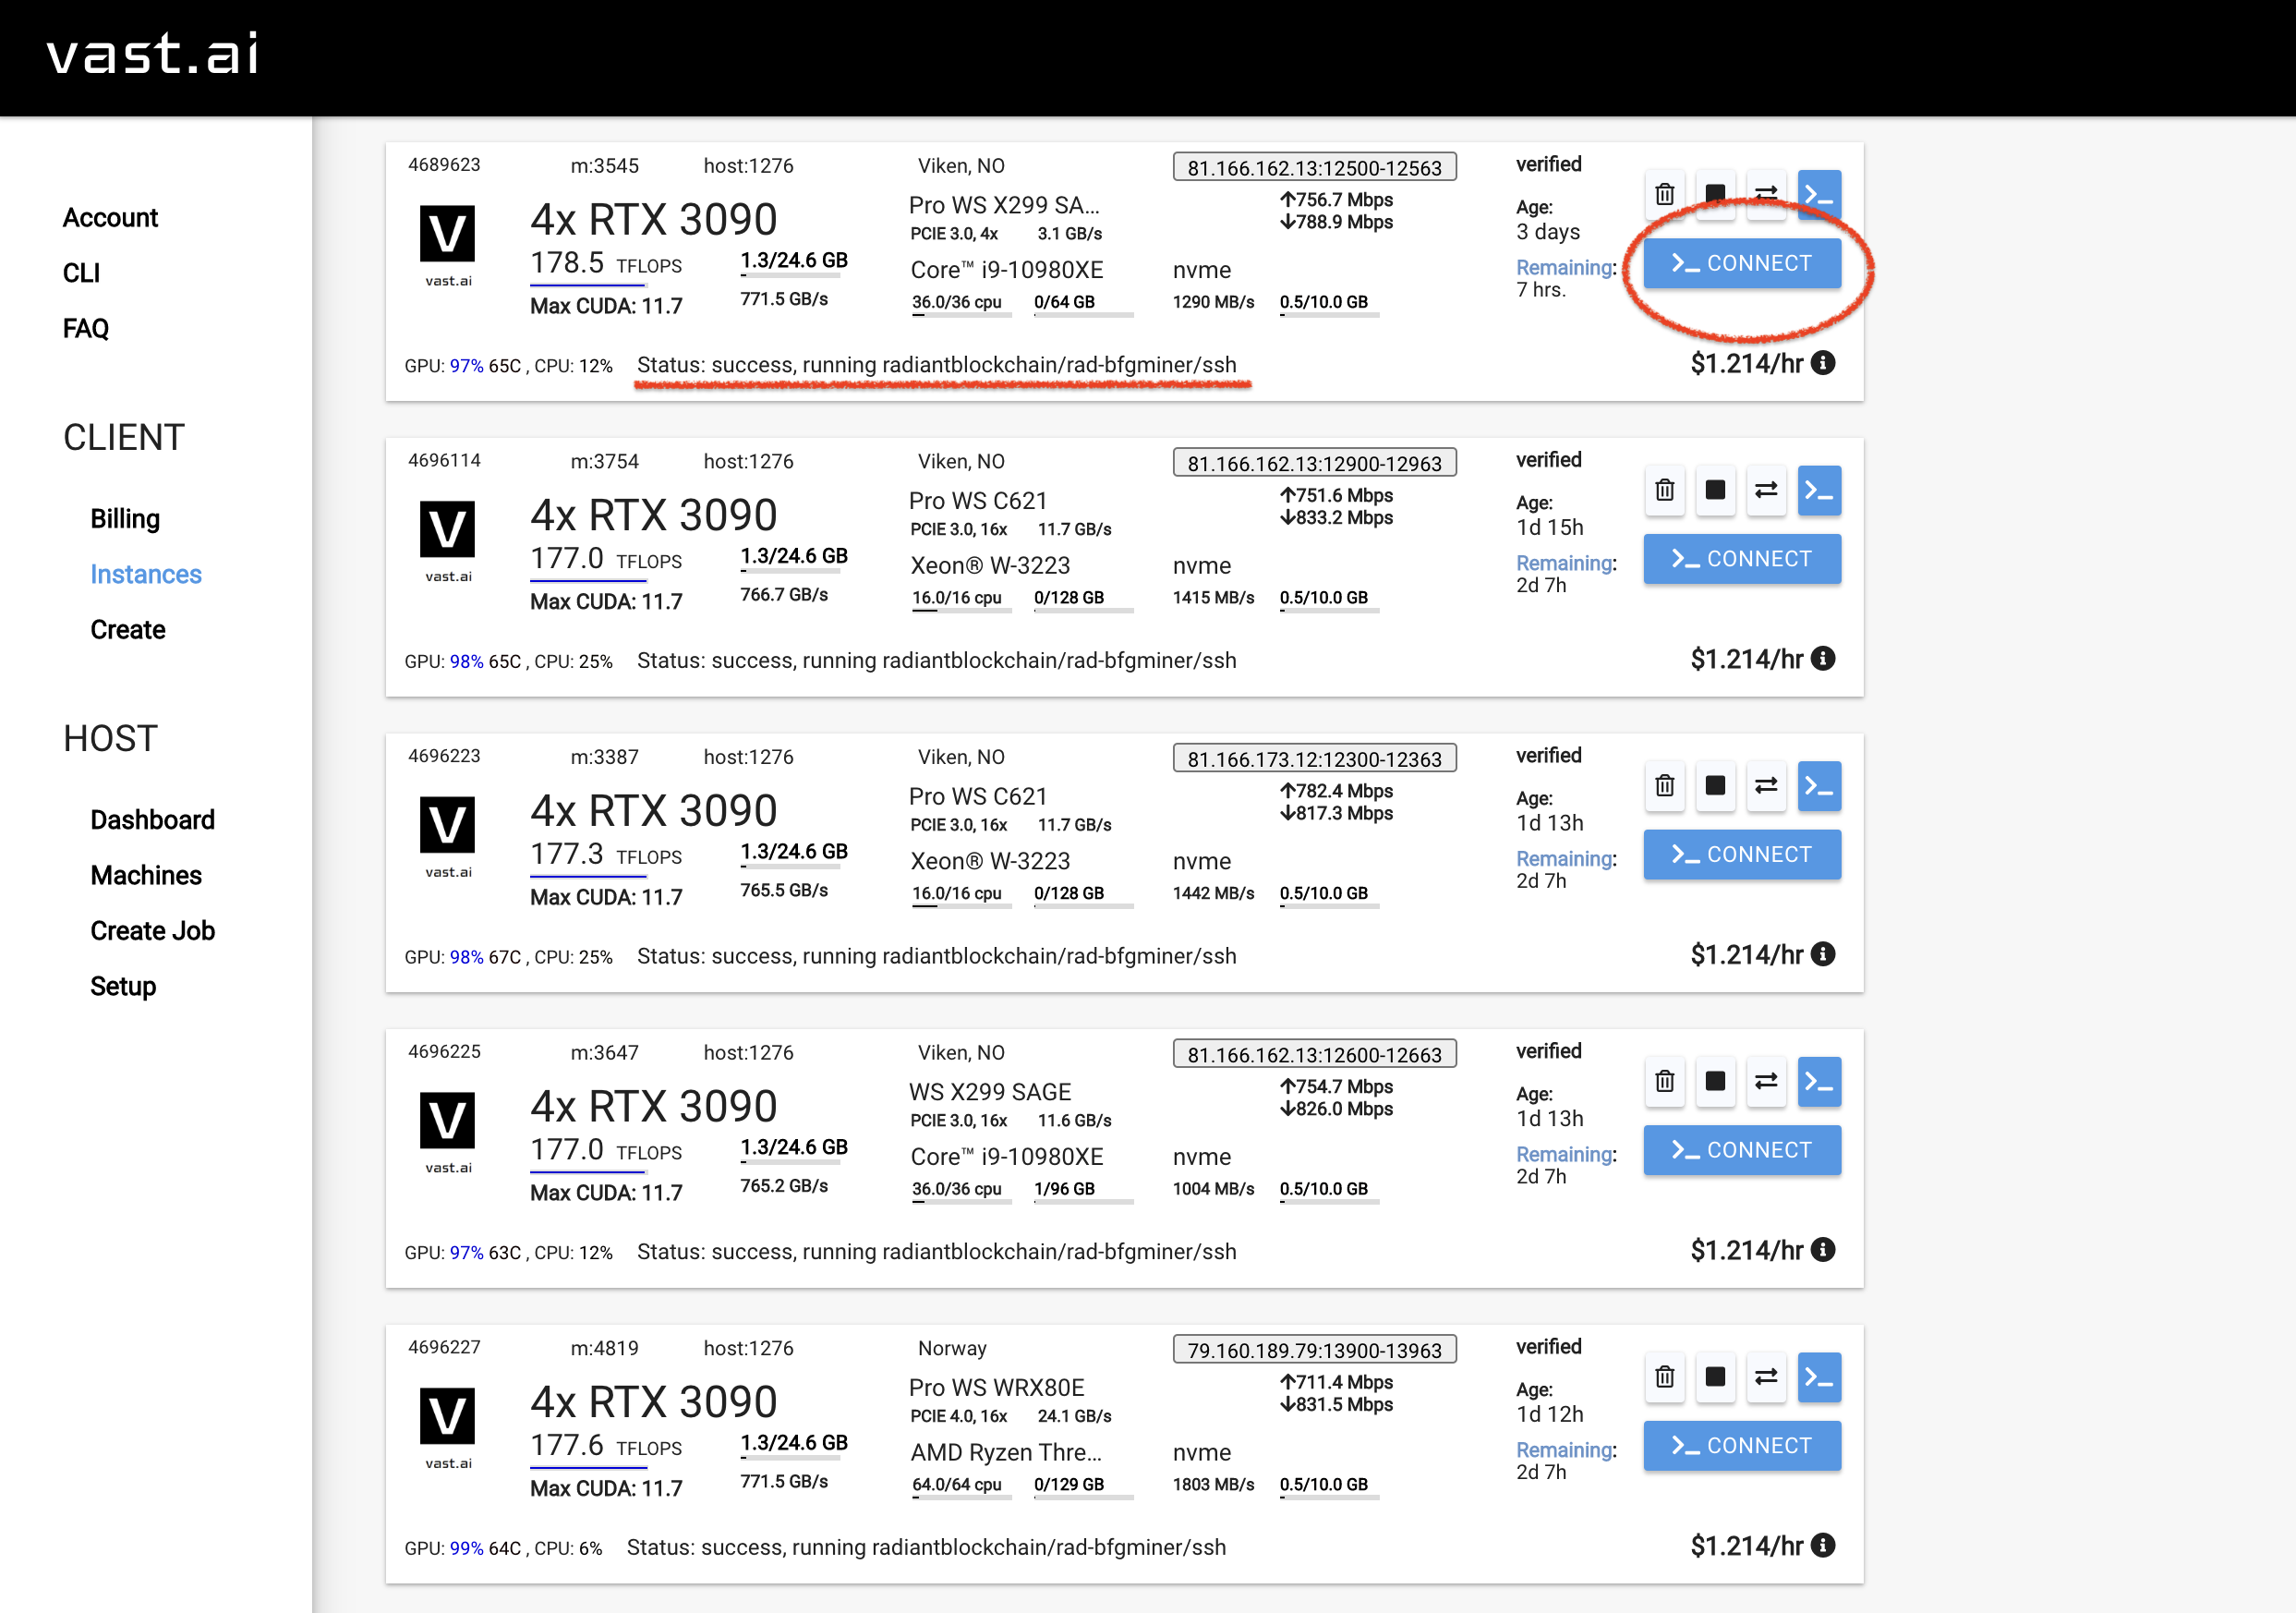 vast.ai
Account
CLI
FAQ
CLIENT
Billing
Instances
Create
HOST
Dashboard
Machines
Create Job
Setup
4689623 m:3545 host:1276 Viken, NO 81.166.162.13:12500-12563 verified
V
vast.ai
4x RTX 3090
178.5 TFLOPS 1.3/24.6 GB
Max CUDA: 11.7 771.5 GB/s
Pro WS X299 SA...
PCIE 3.0, 4x 3.1 GB/s
Core™ i9-10980XE
36.0/36 cpu 0/64 GB
↑756.7 Mbps
↓788.9 Mbps
nvme
1290 MB/s 0.5/10.0 GB
Age:
3 days
Remaining:
7 hrs.
>_
>_ CONNECT
GPU: 97% 65C , CPU: 12% Status: success, running radiantblockchain/rad-bfgminer/ssh $1.214/hr i
4696114 m:3754 host:1276 Viken, NO 81.166.162.13:12900-12963 verified
V
vast.ai
4x RTX 3090
177.0 TFLOPS 1.3/24.6 GB
Max CUDA: 11.7 766.7 GB/s
Pro WS C621
PCIE 3.0, 16x 11.7 GB/s
Xeon® W-3223
16.0/16 cpu 0/128 GB
↑751.6 Mbps
↓833.2 Mbps
nvme
1415 MB/s 0.5/10.0 GB
Age:
1d 15h
Remaining:
2d 7h
>_
>_ CONNECT
GPU: 98% 65C , CPU: 25% Status: success, running radiantblockchain/rad-bfgminer/ssh $1.214/hr i
4696223 m:3387 host:1276 Viken, NO 81.166.173.12:12300-12363 verified
V
vast.ai
4x RTX 3090
177.3 TFLOPS 1.3/24.6 GB
Max CUDA: 11.7 765.5 GB/s
Pro WS C621
PCIE 3.0, 16x 11.7 GB/s
Xeon® W-3223
16.0/16 cpu 0/128 GB
↑782.4 Mbps
↓817.3 Mbps
nvme
1442 MB/s 0.5/10.0 GB
Age:
1d 13h
Remaining:
2d 7h
>_
>_ CONNECT
GPU: 98% 67C , CPU: 25% Status: success, running radiantblockchain/rad-bfgminer/ssh $1.214/hr i
4696225 m:3647 host:1276 Viken, NO 81.166.162.13:12600-12663 verified
V
vast.ai
4x RTX 3090
177.0 TFLOPS 1.3/24.6 GB
Max CUDA: 11.7 765.2 GB/s
WS X299 SAGE
PCIE 3.0, 16x 11.6 GB/s
Core™ i9-10980XE
36.0/36 cpu 1/96 GB
↑754.7 Mbps
↓826.0 Mbps
nvme
1004 MB/s 0.5/10.0 GB
Age:
1d 13h
Remaining:
2d 7h
>_
>_ CONNECT
GPU: 97% 63C , CPU: 12% Status: success, running radiantblockchain/rad-bfgminer/ssh $1.214/hr i
4696227 m:4819 host:1276 Norway 79.160.189.79:13900-13963 verified
V
vast.ai
4x RTX 3090
177.6 TFLOPS 1.3/24.6 GB
Max CUDA: 11.7 771.5 GB/s
Pro WS WRX80E
PCIE 4.0, 16x 24.1 GB/s
AMD Ryzen Thre...
64.0/64 cpu 0/129 GB
↑711.4 Mbps
↓831.5 Mbps
nvme
1803 MB/s 0.5/10.0 GB
Age:
1d 12h
Remaining:
2d 7h
>_
>_ CONNECT
GPU: 99% 64C , CPU: 6% Status: success, running radiantblockchain/rad-bfgminer/ssh $1.214/hr i